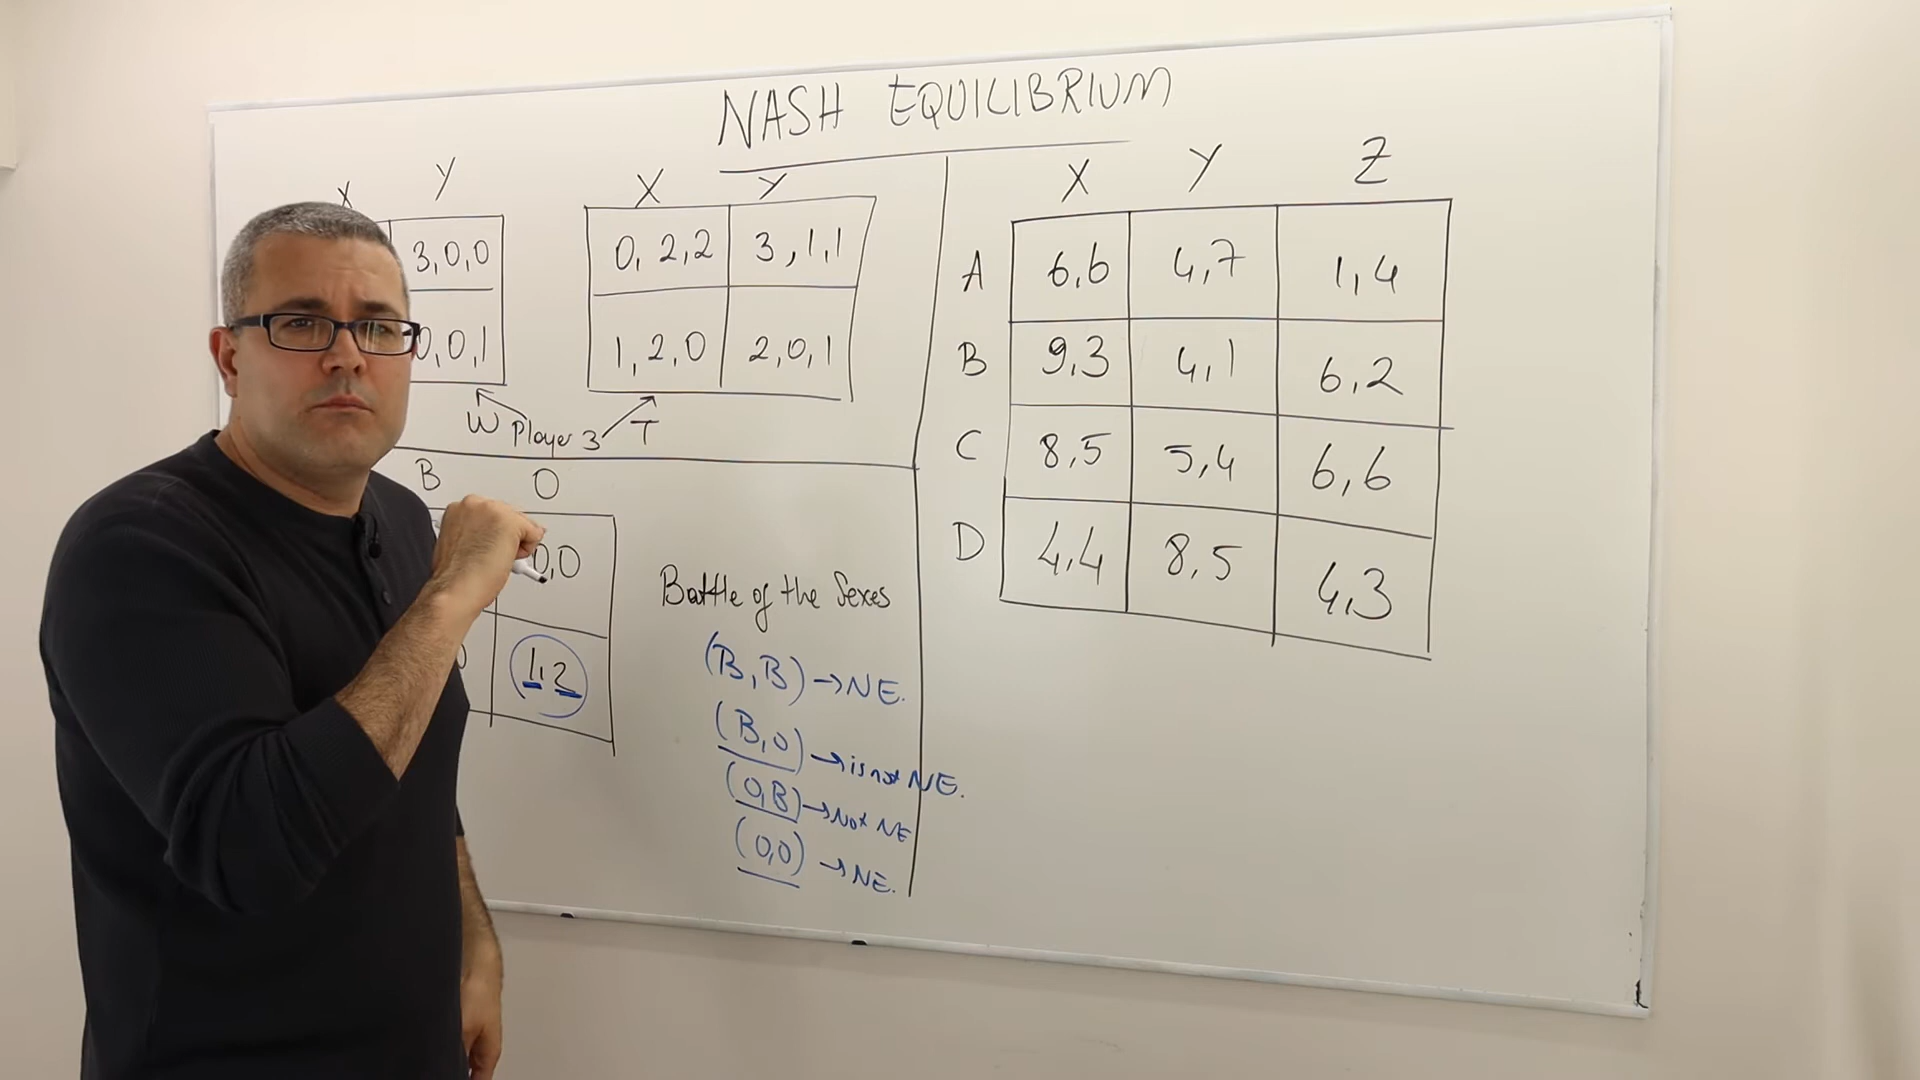 NASH EQUILIBRIUM
X Y
3,0,0
0,0,1
X Y
0,2,2 3,1,1
1,2,0 2,0,1
W Player 3 T
B O
0,0
1,2
Battle of the Sexes
(B,B) → NE.
(B,O) → is not NE.
(O,B) → Not NE
(O,O) → NE.
X Y Z
A 6,6 4,7 1,4
B 9,3 4,1 6,2
C 8,5 5,4 6,6
D 4,4 8,5 4,3